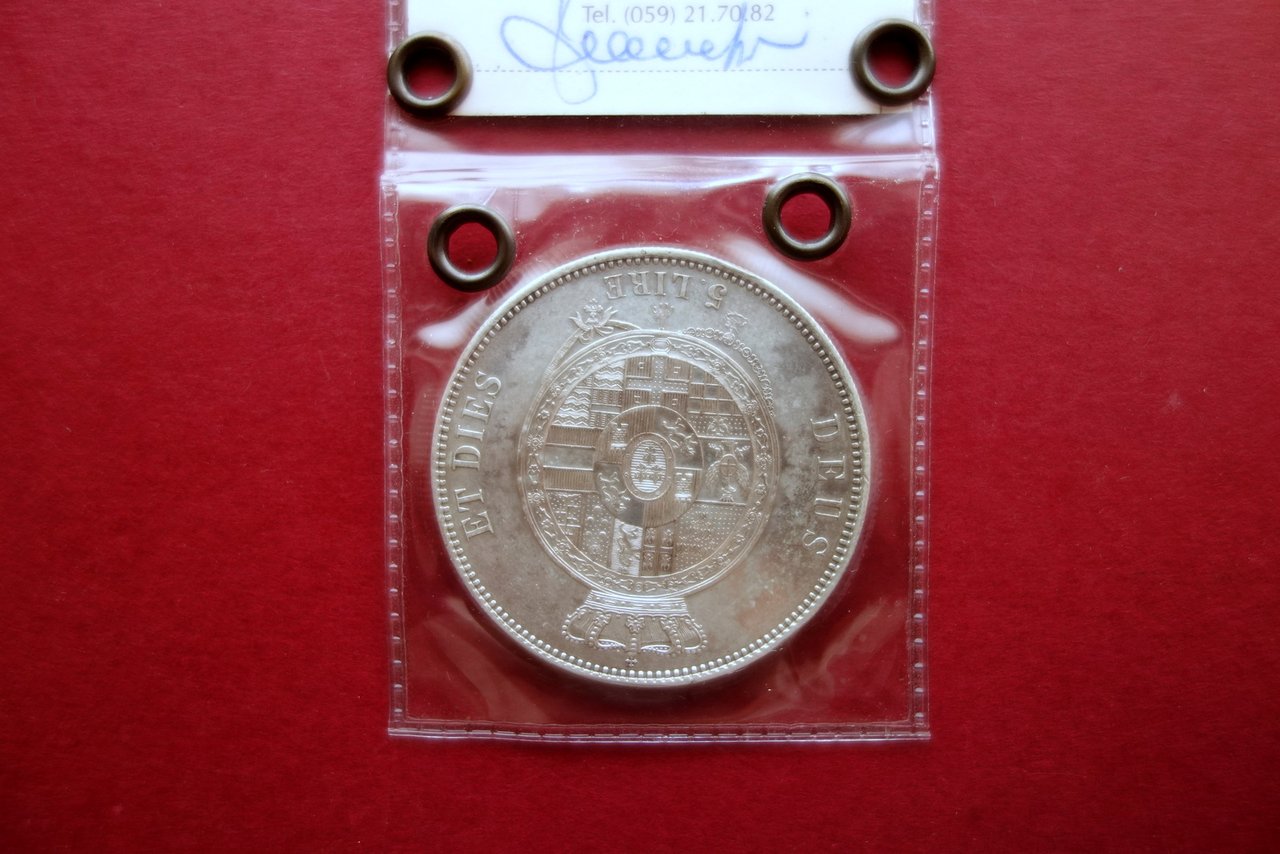 Tel. (059) 21.70.82
DEUS
ET DIES
5. LIRE